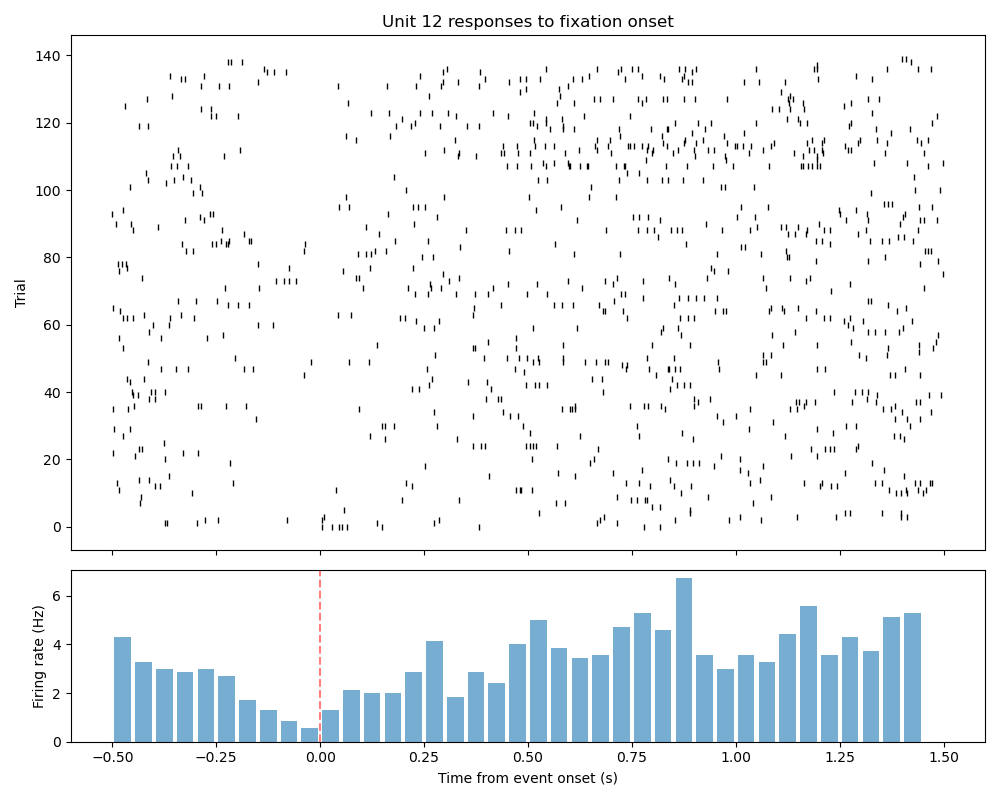 Unit 12 responses to fixation onset
Trial
140
120
100
80
60
40
20
0
Firing rate (Hz)
6
4
2
0
−0.50 −0.25 0.00 0.25 0.50 0.75 1.00 1.25 1.50
Time from event onset (s)